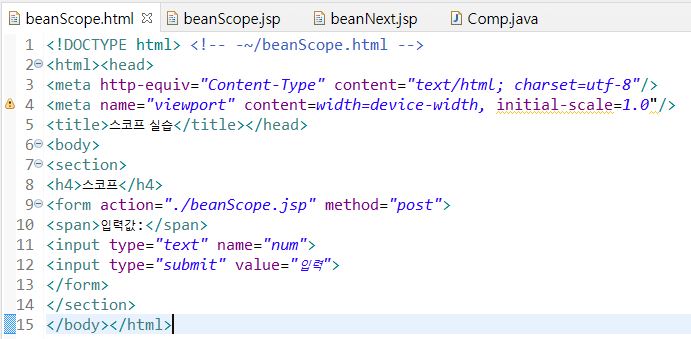 beanScope.html beanScope.jsp beanNext.jsp Comp.java
1 <!DOCTYPE html> <!-- -~/beanScope.html -->
2 <html><head>
3 <meta http-equiv="Content-Type" content="text/html; charset=utf-8"/>
4 <meta name="viewport" content=width=device-width, initial-scale=1.0"/>
5 <title>스코프 실습</title></head>
6 <body>
7 <section>
8 <h4>스코프</h4>
9 <form action="./beanScope.jsp" method="post">
10 <span>입력값:</span>
11 <input type="text" name="num">
12 <input type="submit" value="입력">
13 </form>
14 </section>
15 </body></html>